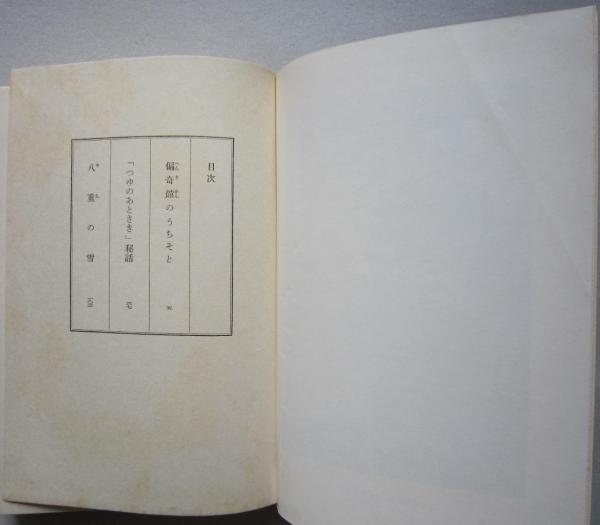 目次
偏奇館のうちそと
「つゆのあとさき」秘話
八重の雪